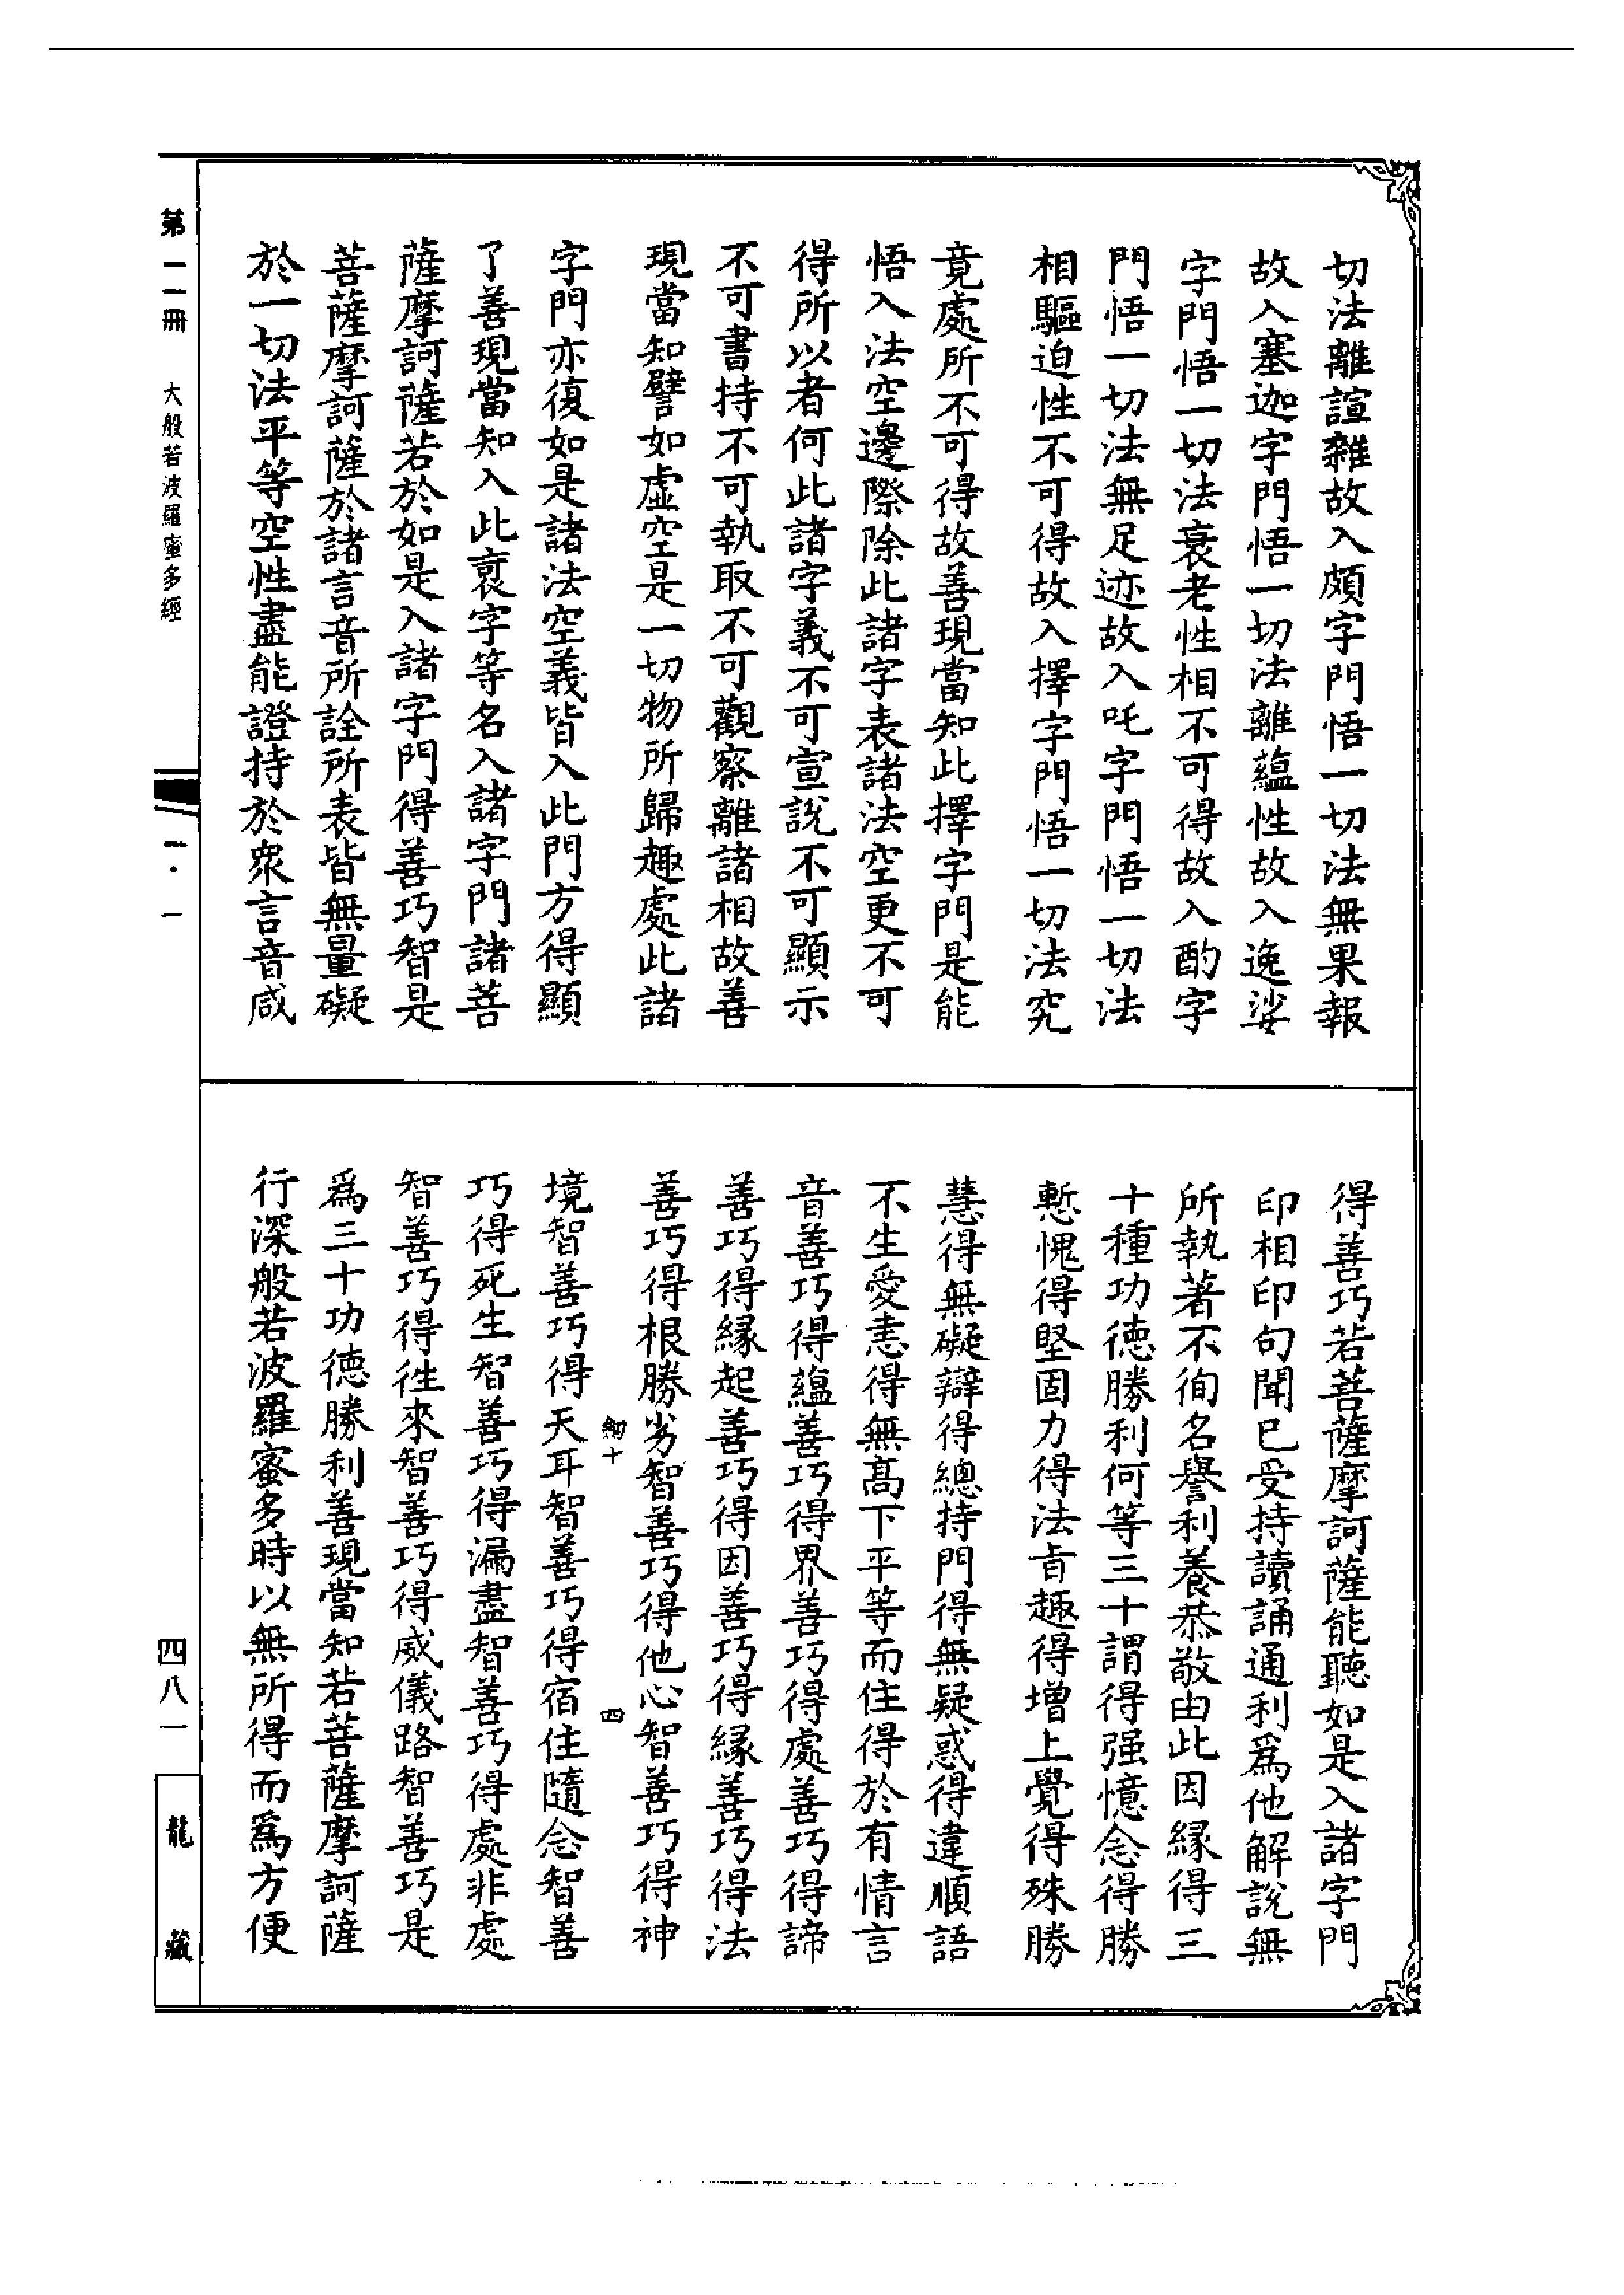 切法離諠雜故入頗字門悟一切法無果報
故入塞迦字門悟一切法離蘊性故入逸娑
字門悟一切法衰老性相不可得故入酌字
門悟一切法無足迹故入吒字門悟一切法
相驅迫性不可得故入擇字門悟一切法究
竟處所不可得故善現當知此擇字門是能
悟入法空邊際除此諸字表諸法空更不可
得所以者何此諸字義不可宣說不可顯示
不可書持不可執取不可觀察離諸相故善
現當知譬如虛空是一切物所歸趣處此諸
字門亦復如是諸法空義皆入此門方得顯
了善現當知入此裒字等名入諸字門諸菩
薩摩訶薩若於如是入諸字門得善巧智是
菩薩摩訶薩於諸言音所詮所表皆無量礙
於一切法平等空性盡能證持於衆言音咸
得善巧若菩薩摩訶薩能聽如是入諸字門
印相印句聞已受持讀誦通利爲他解說無
所執著不徇名譽利養恭敬由此因緣得三
十種功德勝利何等三十謂得强憶念得勝
慙愧得堅固力得法旨趣得增上覺得殊勝
慧得無礙辯得總持門得無疑惑得違順語
不生愛恚得無高下平等而住得於有情言
音善巧得蘊善巧得界善巧得處善巧得諦
善巧得緣起善巧得因善巧得緣善巧得法
善巧得根勝劣智善巧得他心智善巧得神
境智善巧得天耳智善巧得宿住隨念智善
巧得死生智善巧得漏盡智善巧得處非處
智善巧得徃來智善巧得威儀路智善巧是
爲三十功德勝利善現當知若菩薩摩訶薩
行深般若波羅蜜多時以無所得而爲方便
十
四
第二冊
大般若波羅蜜多經
一·一
四八一
龍藏